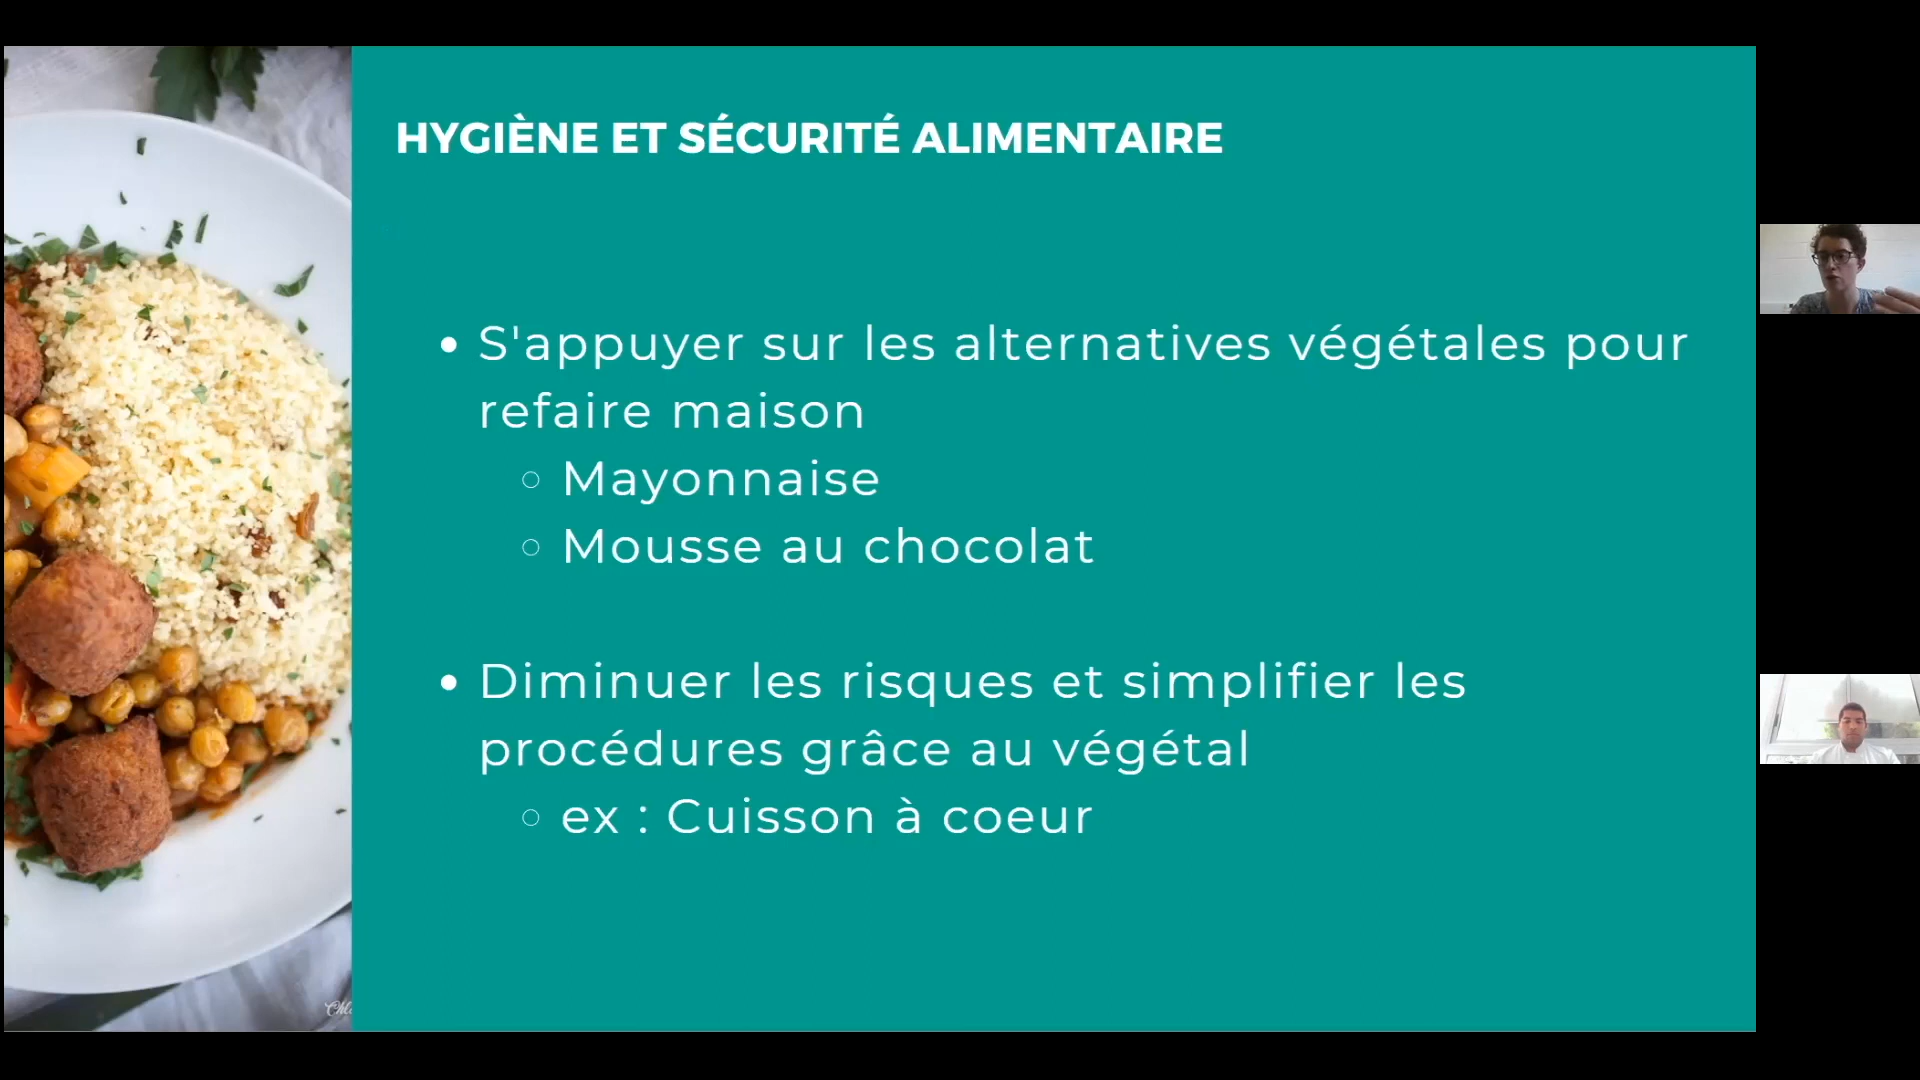 HYGIÈNE ET SÉCURITÉ ALIMENTAIRE
• S'appuyer sur les alternatives végétales pour
refaire maison
○ Mayonnaise
○ Mousse au chocolat
• Diminuer les risques et simplifier les
procédures grâce au végétal
○ ex : Cuisson à coeur